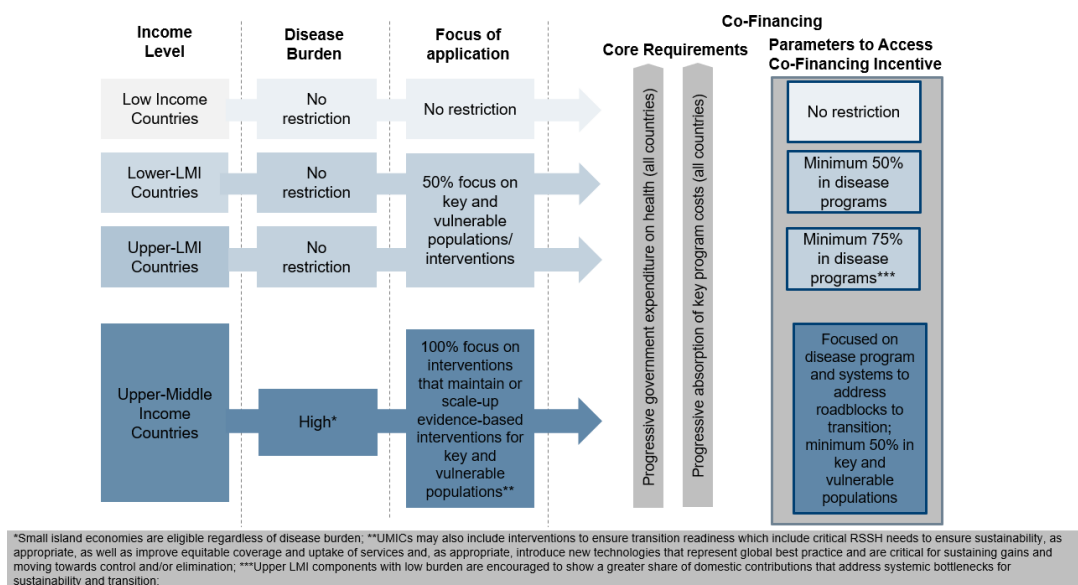 Co-Financing
Income
Level
Disease
Burden
Focus of
application
Core Requirements
Parameters to Access
Co-Financing Incentive
Low Income
Countries
No
restriction
No restriction
No restriction
Lower-LMI
Countries
No
restriction
50% focus on
key and
vulnerable
populations/
interventions
Minimum 50%
in disease
programs
Upper-LMI
Countries
No
restriction
Minimum 75%
in disease
programs***
Upper-Middle
Income
Countries
High*
100% focus on
interventions
that maintain or
scale-up
evidence-based
interventions for
key and
vulnerable
populations**
Progressive government expenditure on health (all countries)
Progressive absorption of key program costs (all countries)
Focused on
disease program
and systems to
address
roadblocks to
transition;
minimum 50% in
key and
vulnerable
populations
*Small island economies are eligible regardless of disease burden; **UMICs may also include interventions to ensure transition readiness which include critical RSSH needs to ensure sustainability, as
appropriate, as well as improve equitable coverage and uptake of services and, as appropriate, introduce new technologies that represent global best practice and are critical for sustaining gains and
moving towards control and/or elimination; ***Upper LMI components with low burden are encouraged to show a greater share of domestic contributions that address systemic bottlenecks for
sustainability and transition;